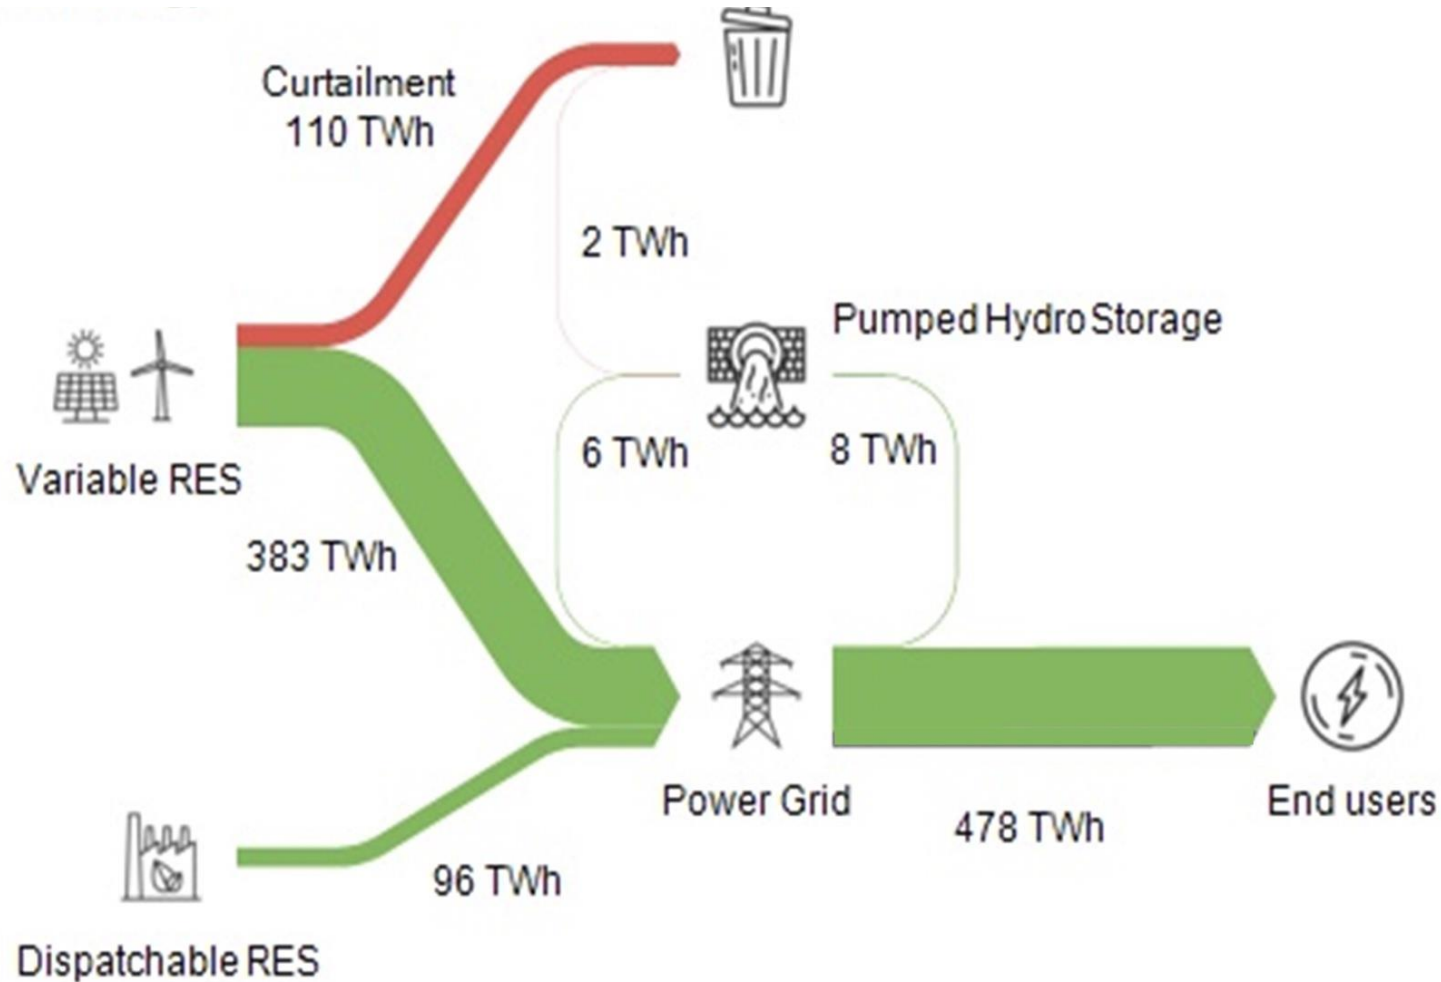 Curtailment
110 TWh
2 TWh
Pumped Hydro Storage
6 TWh
8 TWh
Variable RES
383 TWh
Power Grid
End users
478 TWh
96 TWh
Dispatchable RES